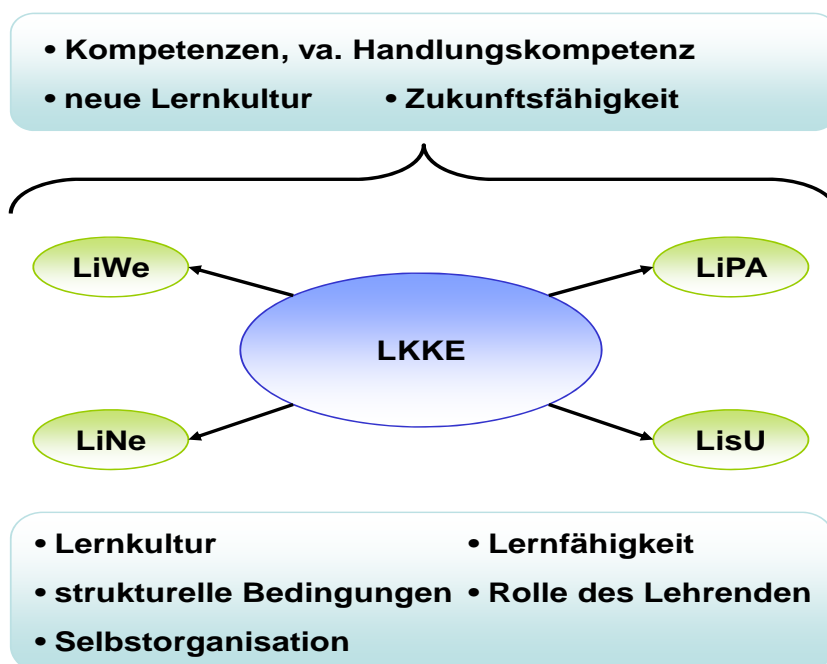 • Kompetenzen, va. Handlungskompetenz
• neue Lernkultur • Zukunftsfähigkeit
LiWe LiPA
LKKE
LiNe LisU
• Lernkultur • Lernfähigkeit
• strukturelle Bedingungen • Rolle des Lehrenden
• Selbstorganisation